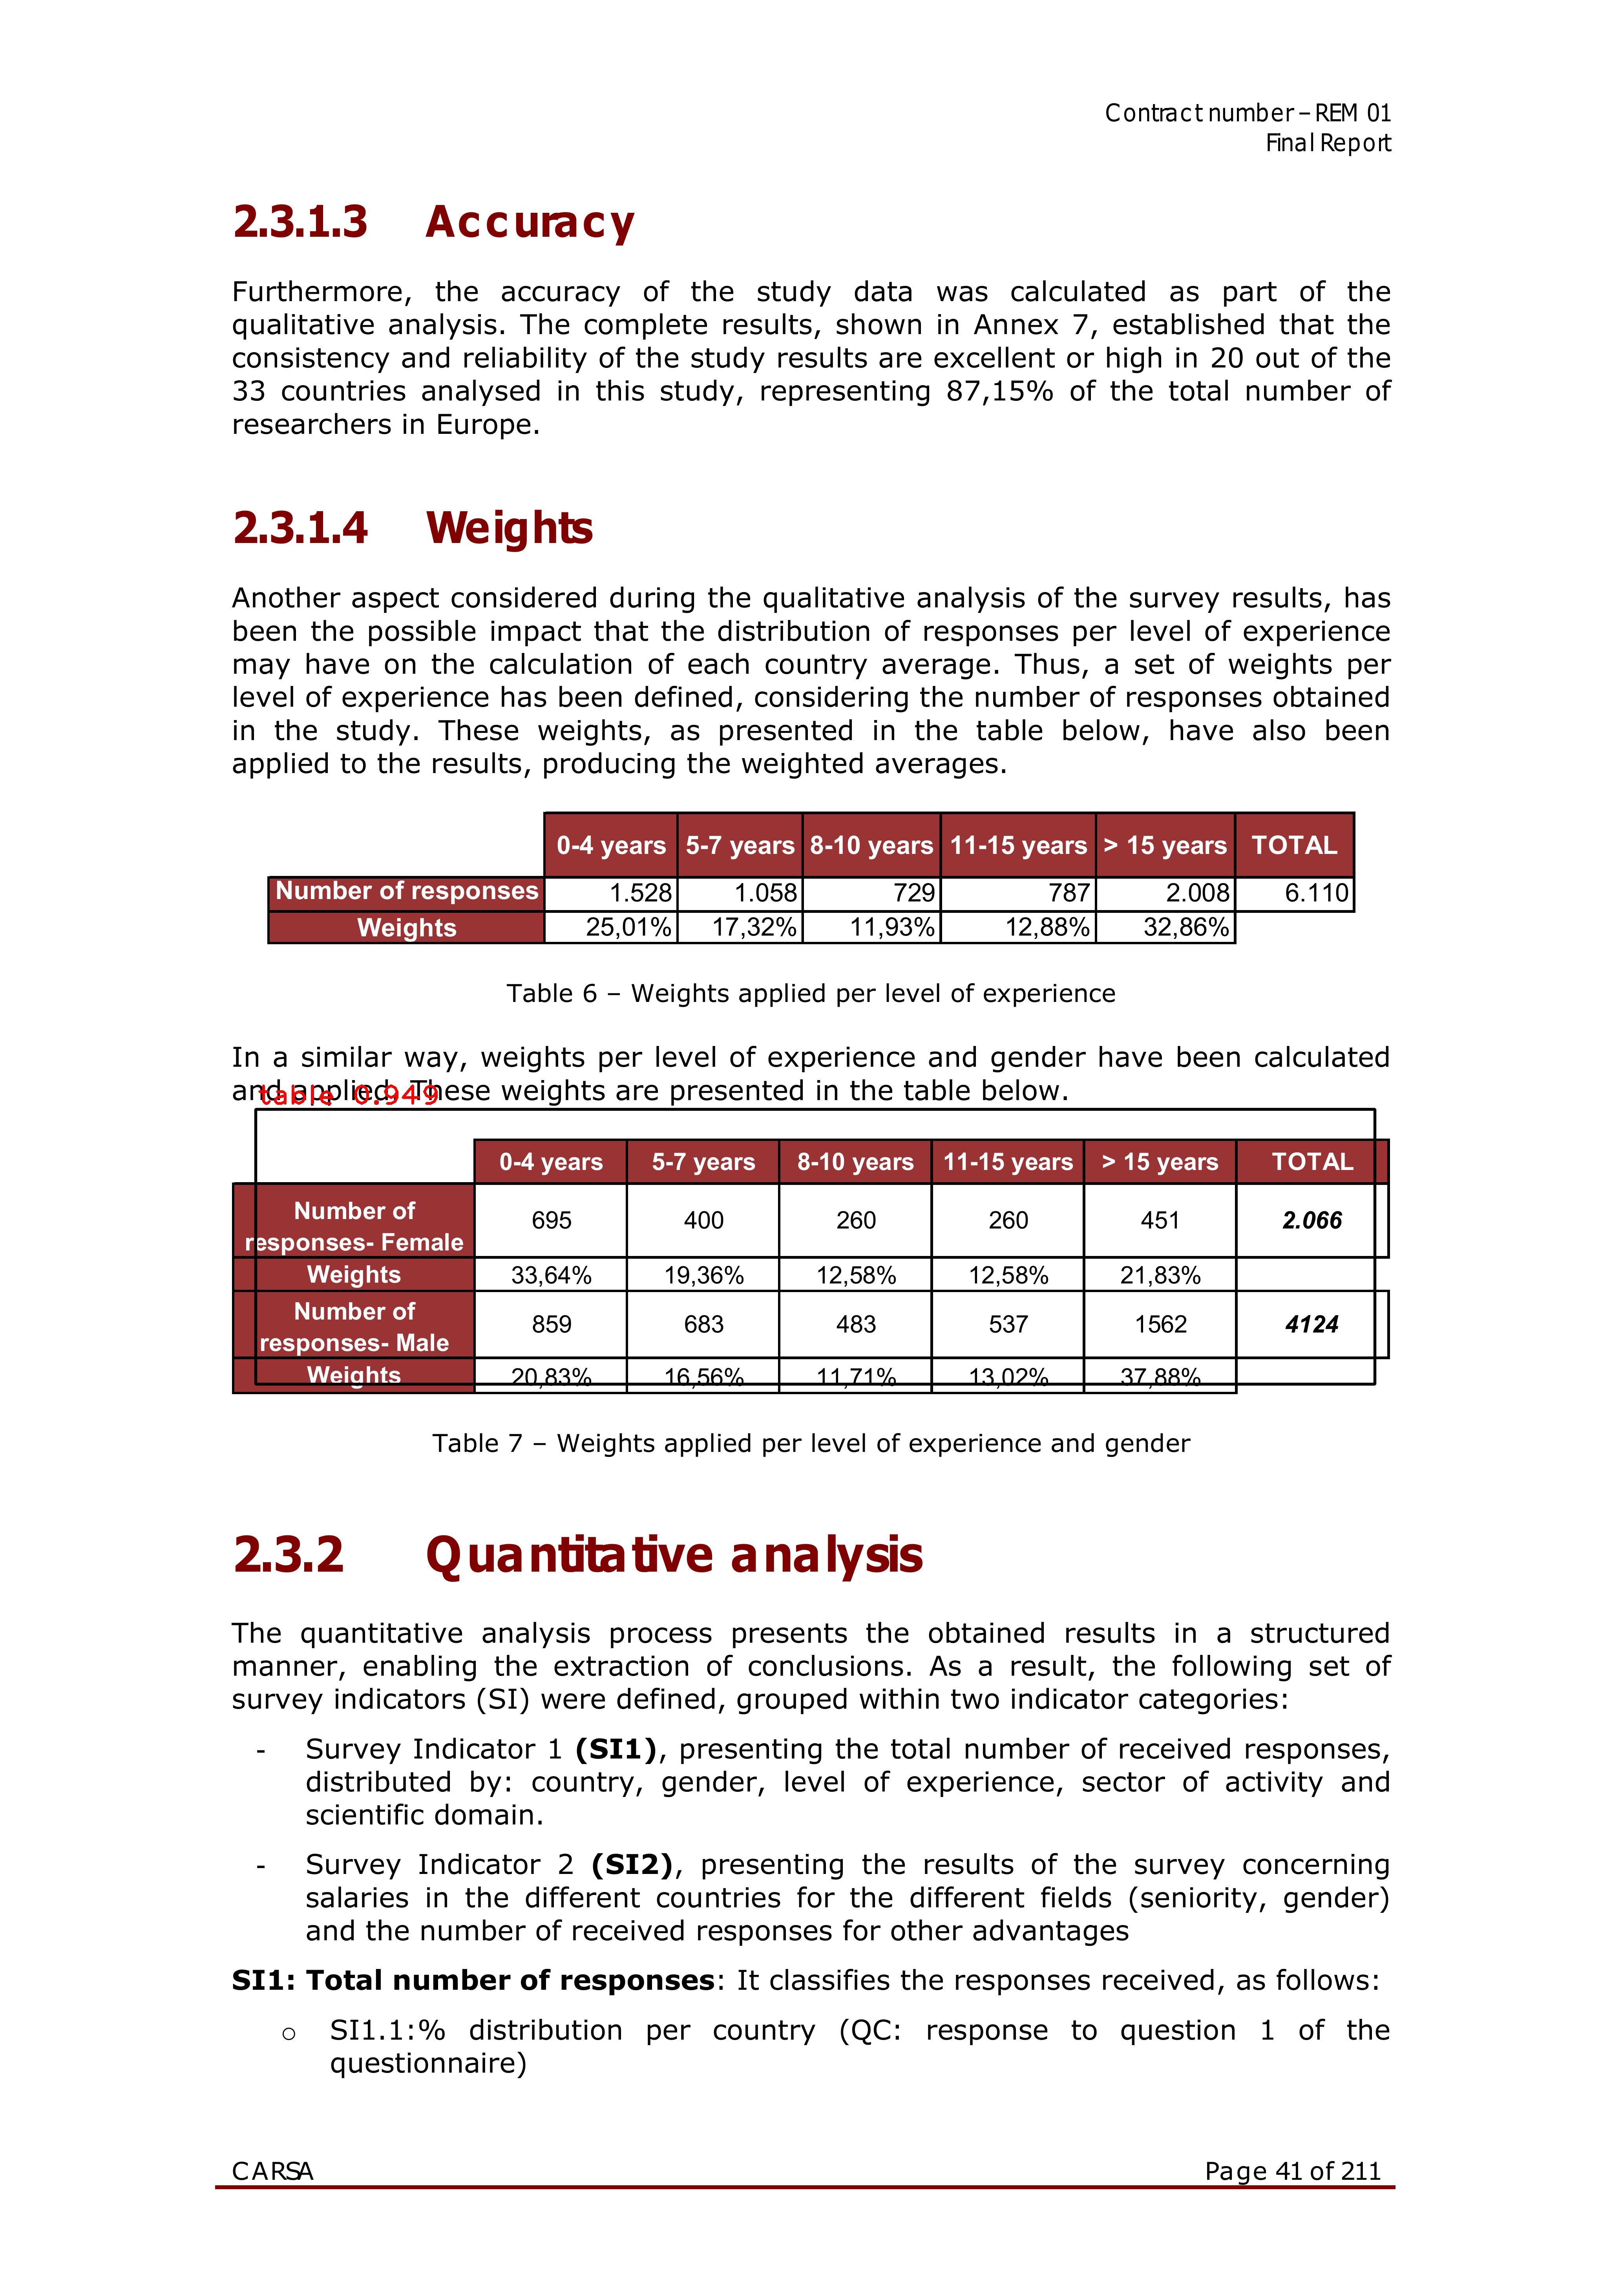 Contract number – REM 01
Final Report
2.3.1.3 Accuracy
Furthermore, the accuracy of the study data was calculated as part of the
qualitative analysis. The complete results, shown in Annex 7, established that the
consistency and reliability of the study results are excellent or high in 20 out of the
33 countries analysed in this study, representing 87,15% of the total number of
researchers in Europe.
2.3.1.4 Weights
Another aspect considered during the qualitative analysis of the survey results, has
been the possible impact that the distribution of responses per level of experience
may have on the calculation of each country average. Thus, a set of weights per
level of experience has been defined, considering the number of responses obtained
in the study. These weights, as presented in the table below, have also been
applied to the results, producing the weighted averages.
0-4 years 5-7 years 8-10 years 11-15 years > 15 years TOTAL
Number of responses 1.528 1.058 729 787 2.008 6.110
Weights 25,01% 17,32% 11,93% 12,88% 32,86%
Table 6 – Weights applied per level of experience
In a similar way, weights per level of experience and gender have been calculated
and applied. These weights are presented in the table below.
table 0.949
0-4 years 5-7 years 8-10 years 11-15 years > 15 years TOTAL
Number of
responses- Female 695 400 260 260 451 2.066
Weights 33,64% 19,36% 12,58% 12,58% 21,83%
Number of
responses- Male 859 683 483 537 1562 4124
Weights 20,83% 16,56% 11,71% 13,02% 37,88%
Table 7 – Weights applied per level of experience and gender
2.3.2 Quantitative analysis
The quantitative analysis process presents the obtained results in a structured
manner, enabling the extraction of conclusions. As a result, the following set of
survey indicators (SI) were defined, grouped within two indicator categories:
- Survey Indicator 1 (SI1), presenting the total number of received responses,
distributed by: country, gender, level of experience, sector of activity and
scientific domain.
- Survey Indicator 2 (SI2), presenting the results of the survey concerning
salaries in the different countries for the different fields (seniority, gender)
and the number of received responses for other advantages
SI1: Total number of responses: It classifies the responses received, as follows:
o SI1.1:% distribution per country (QC: response to question 1 of the
questionnaire)
CARSA Page 41 of 211